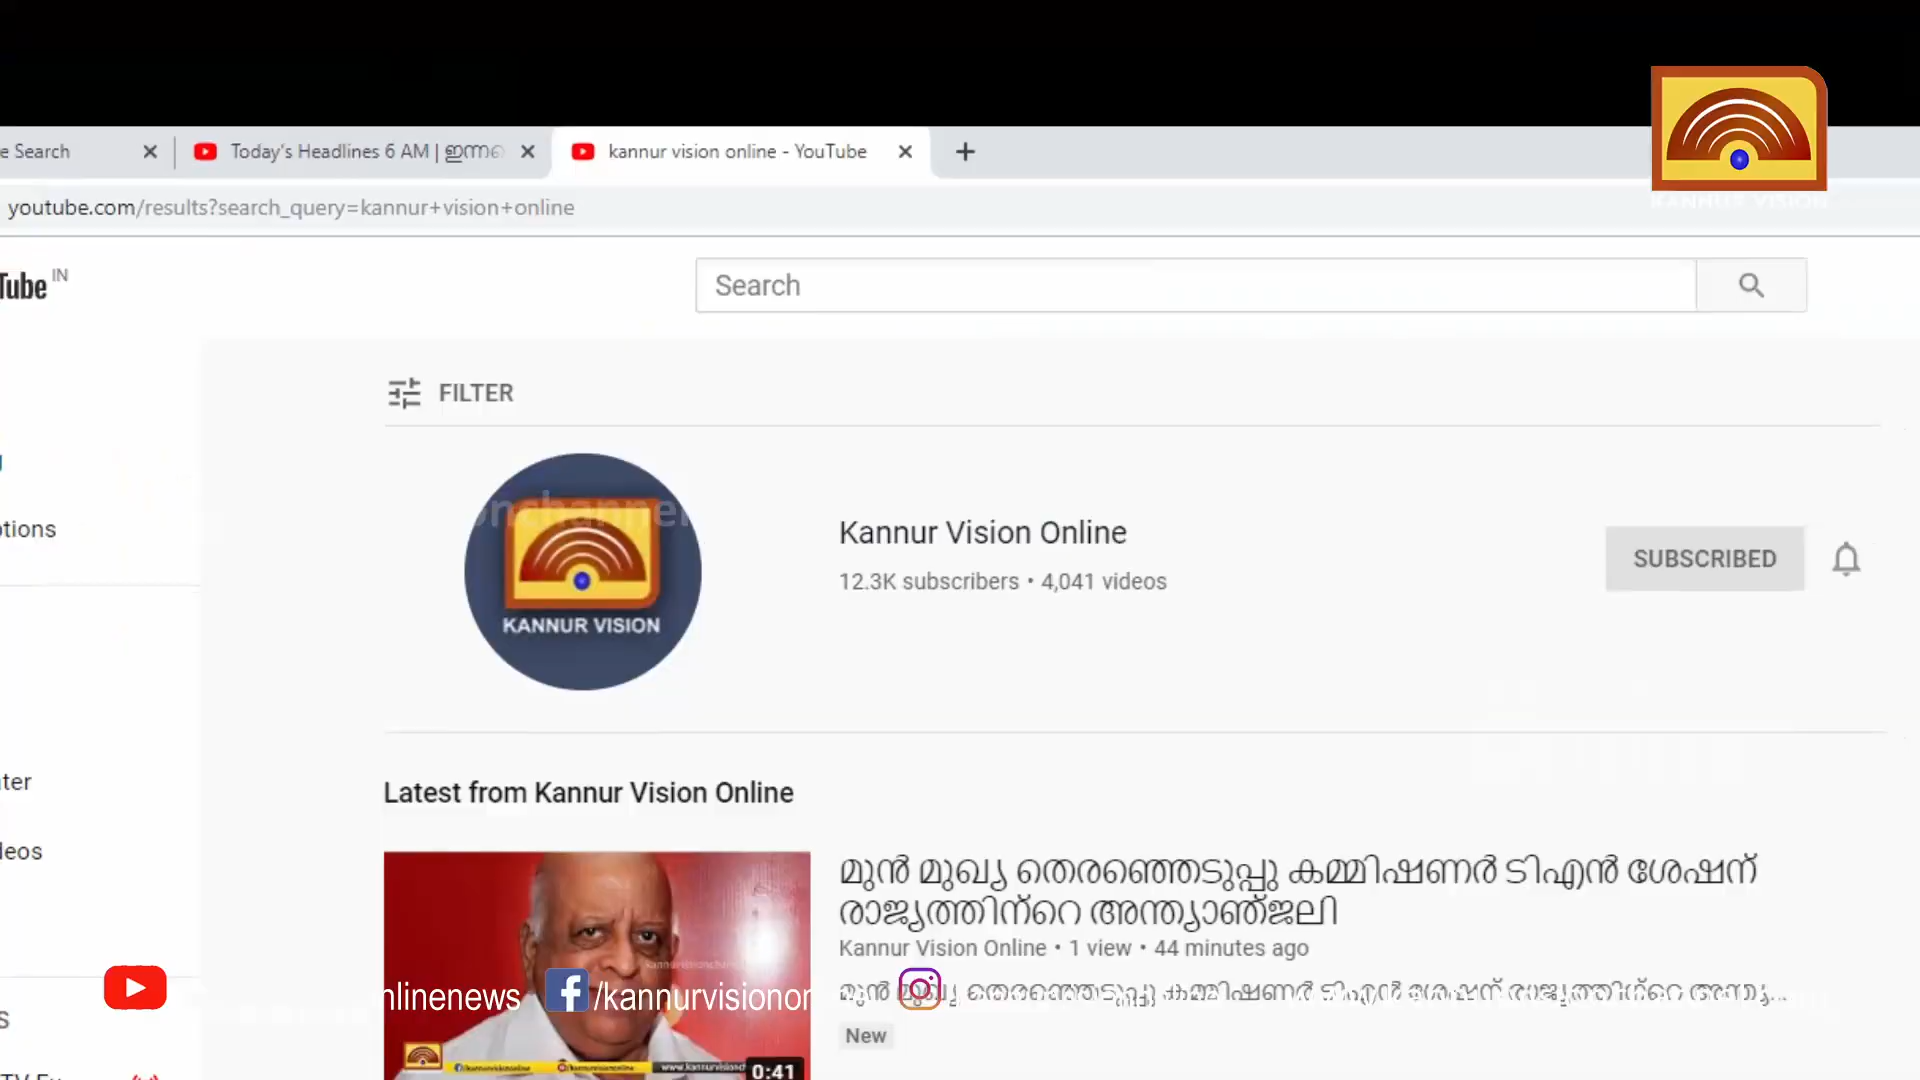 Search
Today's Headlines 6 AM |
kannur vision online - YouTube
KANNUR VISION
youtube.com/results?search_query=kannur+vision+online
Tube IN
Search
FILTER
Kannur Vision Online
12.3K subscribers • 4,041 videos
SUBSCRIBED
KANNUR VISION
Latest from Kannur Vision Online
മുൻ മുഖ്യ തെരഞ്ഞെടുപ്പു കമ്മിഷണർ ടിഎൻ ശേഷന്
രാജ്യത്തിന്റെ അന്ത്യാഞ്ജലി
Kannur Vision Online • 1 view • 44 minutes ago
nlinenews
/kannurvisionon
New
0:41